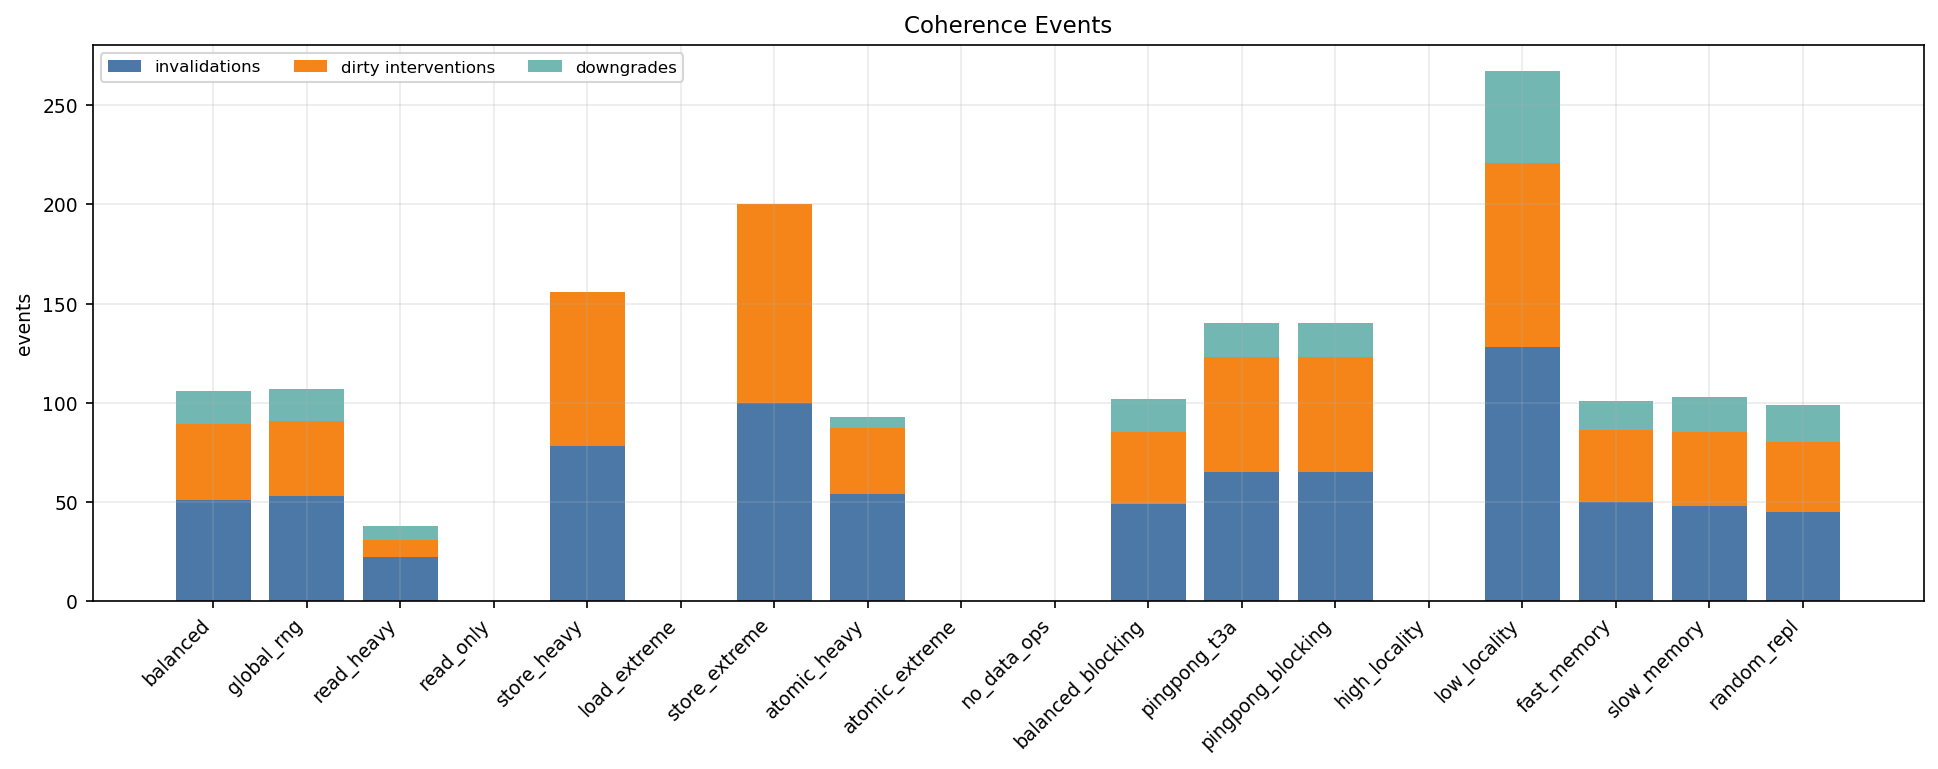 Coherence Events
invalidations dirty interventions downgrades
events
250
200
150
100
50
0
balanced
global_rng
read_heavy
read_only
store_heavy
load_extreme
store_extreme
atomic_heavy
atomic_extreme
no_data_ops
balanced_blocking
pingpong_t3a
pingpong_blocking
high_locality
low_locality
fast_memory
slow_memory
random_repl